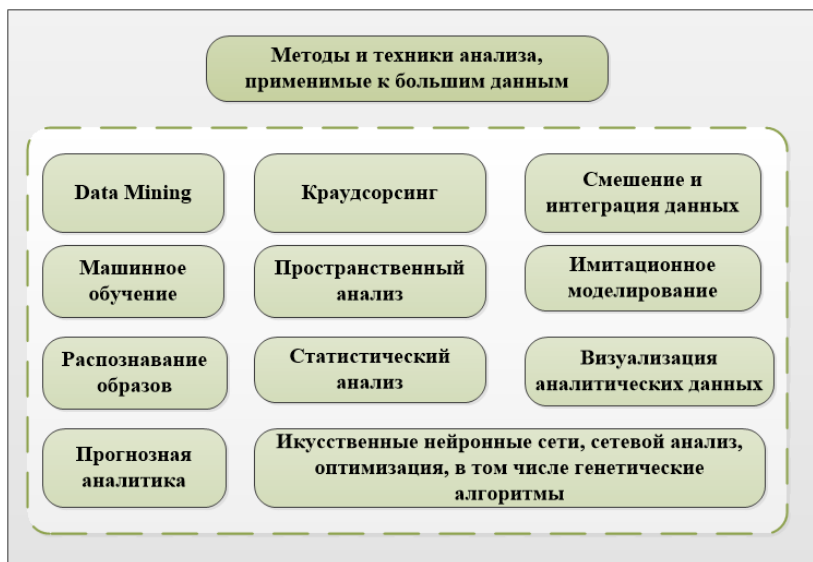 Методы и техники анализа,
применимые к большим данным
Data Mining
Краудсорсинг
Смешение и
интеграция данных
Машинное
обучение
Пространственный
анализ
Имитационное
моделирование
Распознавание
образов
Статистический
анализ
Визуализация
аналитических данных
Прогнозная
аналитика
Икусственные нейронные сети, сетевой анализ,
оптимизация, в том числе генетические
алгоритмы